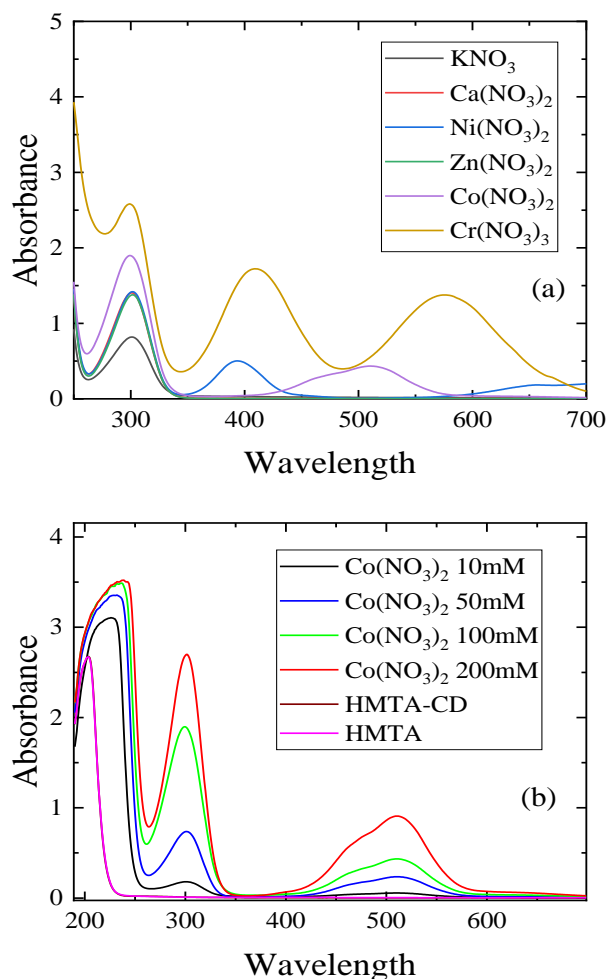 5
4
3
2
1
0
Absorbance
KNO₃
Ca(NO₃)₂
Ni(NO₃)₂
Zn(NO₃)₂
Co(NO₃)₂
Cr(NO₃)₃
(a)
300 400 500 600 700
Wavelength
4
3
2
1
0
Absorbance
Co(NO₃)₂ 10mM
Co(NO₃)₂ 50mM
Co(NO₃)₂ 100mM
Co(NO₃)₂ 200mM
HMTA-CD
HMTA
(b)
200 300 400 500 600
Wavelength